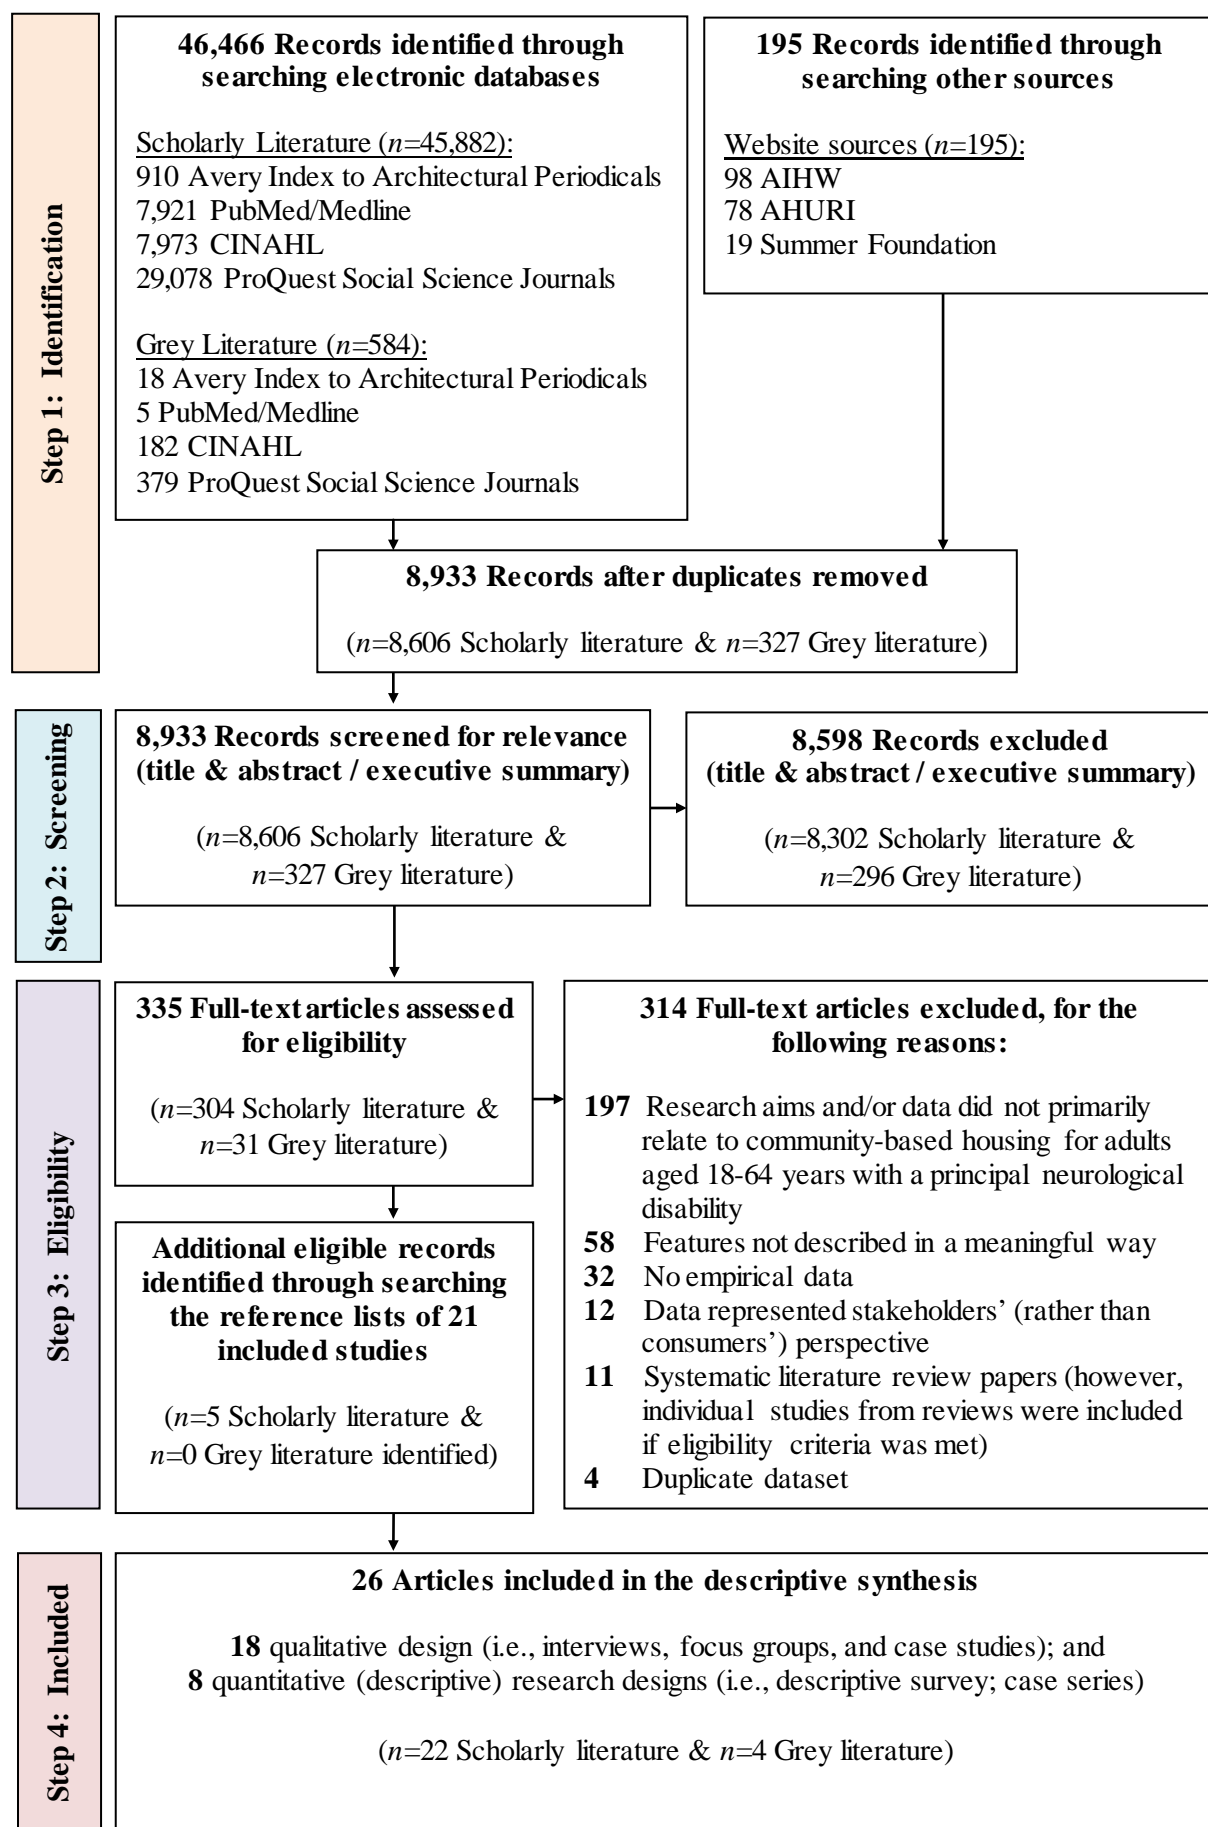 Step 1: Identification
46,466 Records identified through
searching electronic databases
Scholarly Literature (n=45,882):
910 Avery Index to Architectural Periodicals
7,921 PubMed/Medline
7,973 CINAHL
29,078 ProQuest Social Science Journals
Grey Literature (n=584):
18 Avery Index to Architectural Periodicals
5 PubMed/Medline
182 CINAHL
379 ProQuest Social Science Journals
195 Records identified through
searching other sources
Website sources (n=195):
98 AIHW
78 AHURI
19 Summer Foundation
8,933 Records after duplicates removed
(n=8,606 Scholarly literature & n=327 Grey literature)
Step 2: Screening
8,933 Records screened for relevance
(title & abstract / executive summary)
(n=8,606 Scholarly literature &
n=327 Grey literature)
8,598 Records excluded
(title & abstract / executive summary)
(n=8,302 Scholarly literature &
n=296 Grey literature)
Step 3: Eligibility
335 Full-text articles assessed
for eligibility
(n=304 Scholarly literature &
n=31 Grey literature)
314 Full-text articles excluded, for the
following reasons:
197 Research aims and/or data did not primarily
relate to community-based housing for adults
aged 18-64 years with a principal neurological
disability
58 Features not described in a meaningful way
32 No empirical data
12 Data represented stakeholders’ (rather than
consumers’) perspective
11 Systematic literature review papers (however,
individual studies from reviews were included
if eligibility criteria was met)
4 Duplicate dataset
Additional eligible records
identified through searching
the reference lists of 21
included studies
(n=5 Scholarly literature &
n=0 Grey literature identified)
Step 4: Included
26 Articles included in the descriptive synthesis
18 qualitative design (i.e., interviews, focus groups, and case studies); and
8 quantitative (descriptive) research designs (i.e., descriptive survey; case series)
(n=22 Scholarly literature & n=4 Grey literature)